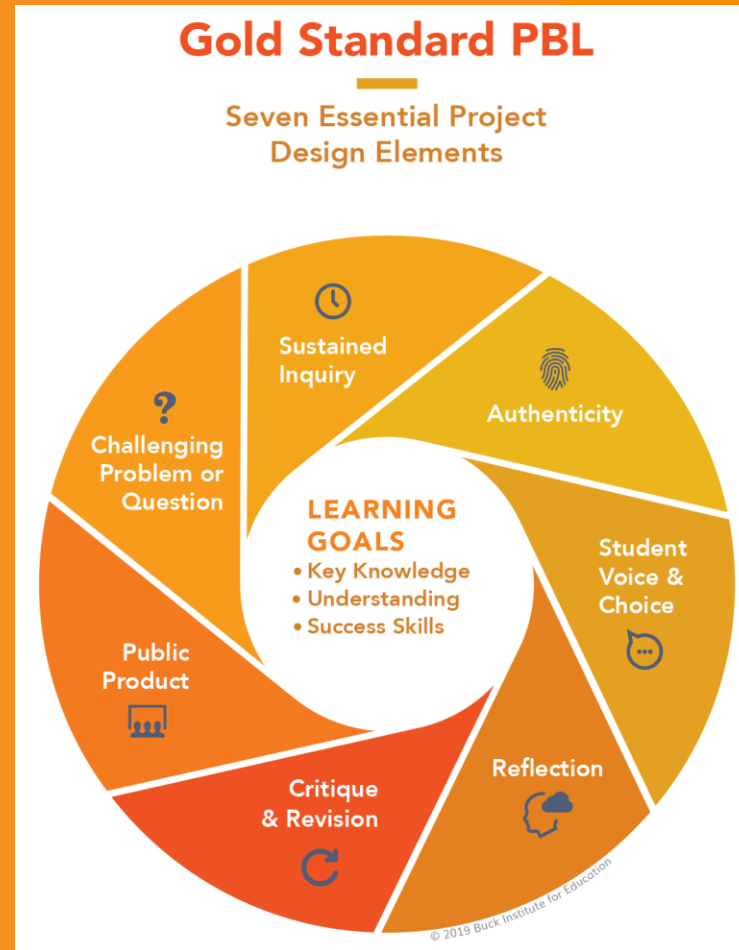 Gold Standard PBL
Seven Essential Project
Design Elements
Sustained
Inquiry
Authenticity
Challenging
Problem or
Question
LEARNING
GOALS
• Key Knowledge
• Understanding
• Success Skills
Student
Voice &
Choice
Public
Product
Reflection
Critique
& Revision
© 2019 Buck Institute for Education